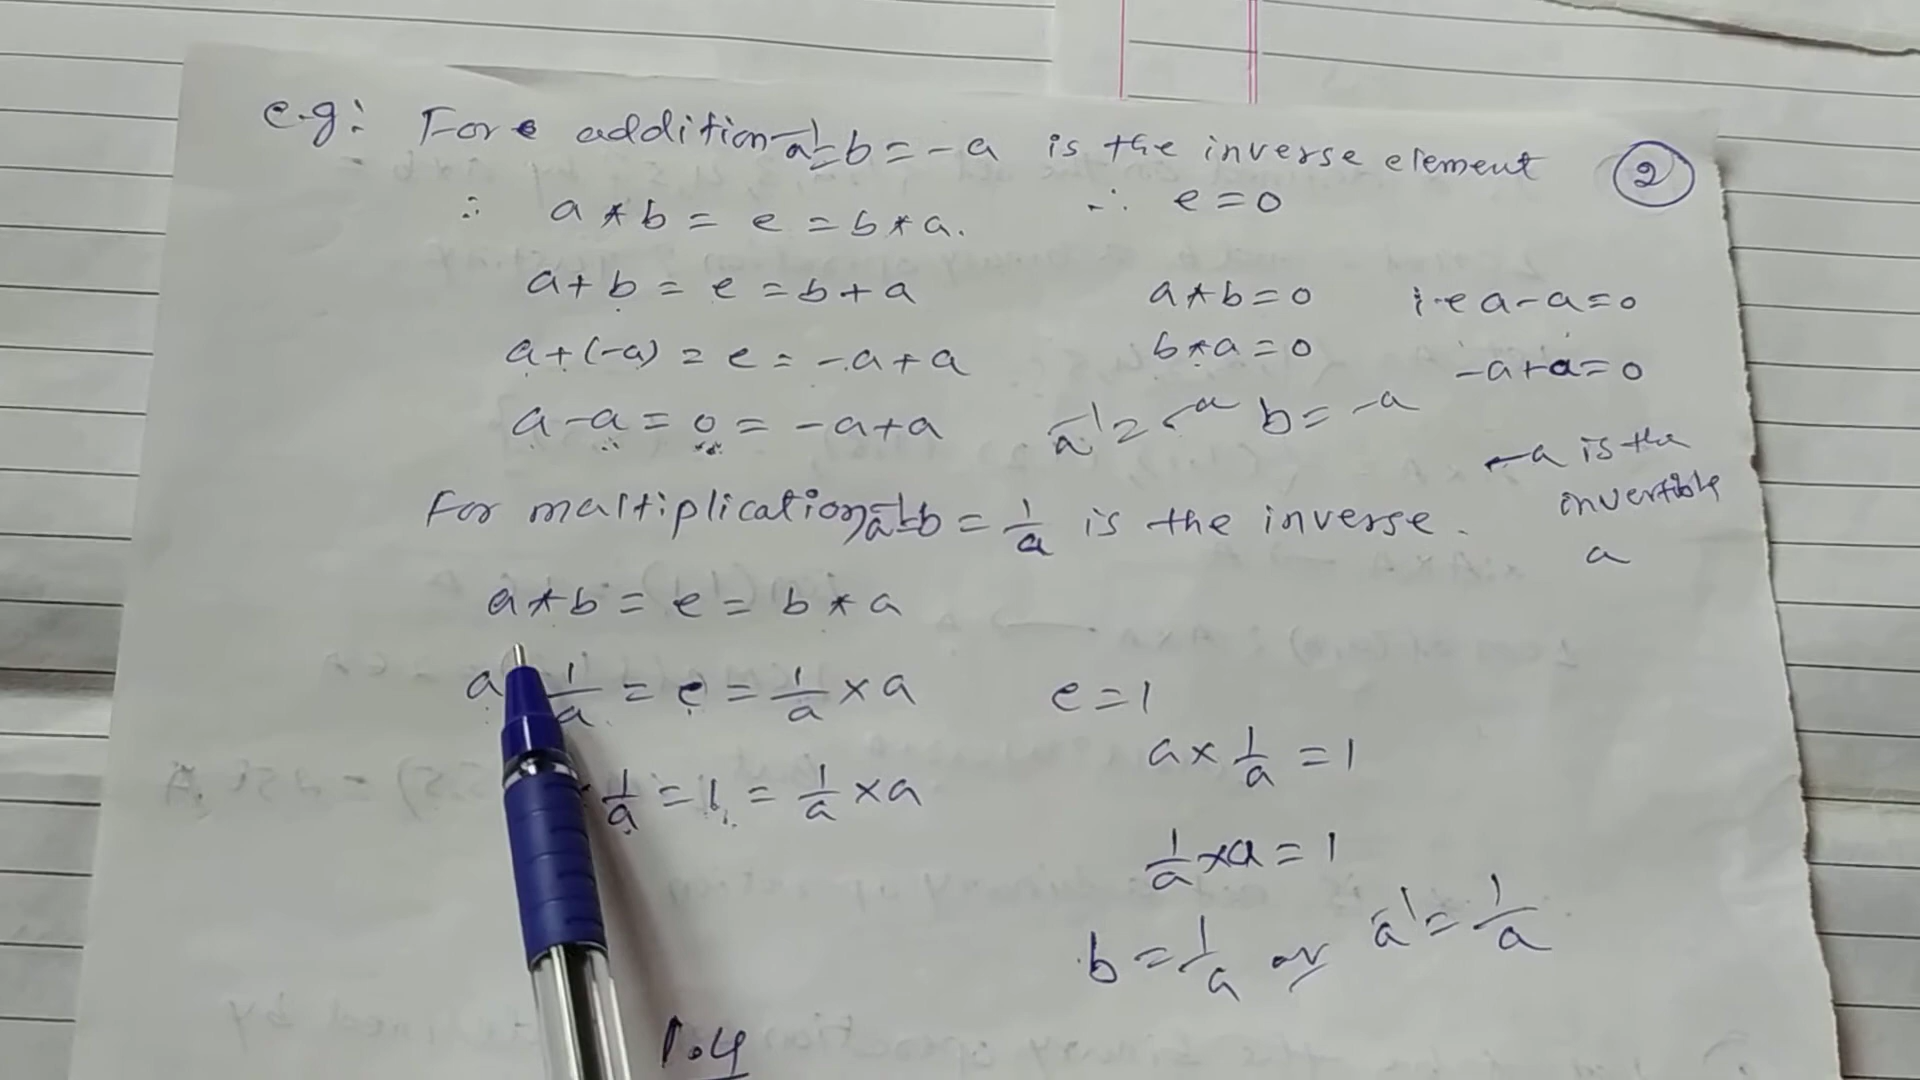 e.g: For addition a⁻¹=b = -a is the inverse element
②
∴ a * b = e = b * a. ∴ e = 0
a + b = e = b + a
a * b = 0 i.e a - a = 0
a + (-a) = e = -a + a
b * a = 0 -a + a = 0
a - a = 0 = -a + a
a⁻¹ = -a b = -a
-a is the
invertible
a
For multiplication a⁻¹=b = 1/a is the inverse.
a * b = e = b * a
a 1/a = e = 1/a × a
e = 1
a × 1/a = 1
1/a = 1 = 1/a × a
1/a × a = 1
b = 1/a or a⁻¹ = 1/a
1.4